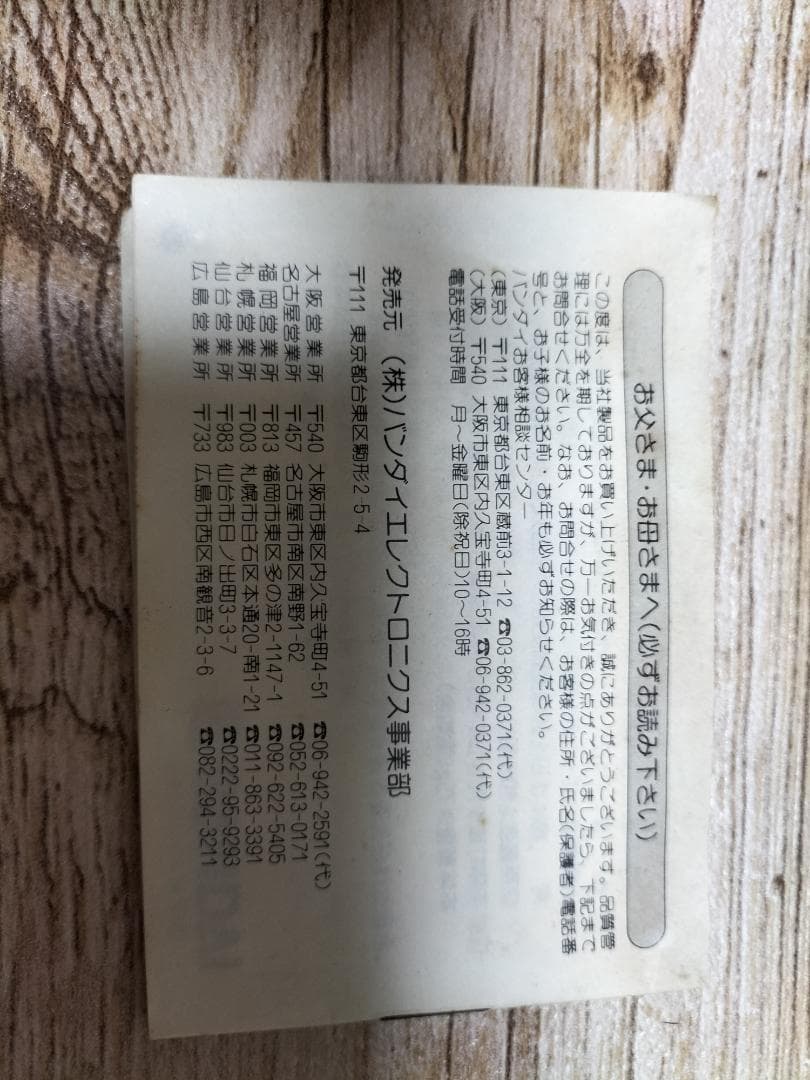 お父さま・お母さまへ(必ずお読み下さい)
この度は、当社製品をお買い上げいただき、誠にありがとうございます。品質管
理には万全を期しておりますが、万一お気付きの点がございましたら、下記まで
お問合せください。なお、お問合せの際は、お客様の住所・氏名(保護者)電話番
号と、お子様のお名前・お年も必ずお知らせください。
バンダイお客様相談センター
(東京) 〒111 東京都台東区蔵前3-1-12 ☎03-862-0371(代)
(大阪) 〒540 大阪市東区内久宝寺町4-51 ☎06-942-0371(代)
電話受付時間 月〜金曜日(除祝日)10〜16時
発売元 (株)バンダイエレクトロニクス事業部
〒111 東京都台東区駒形2-5-4
大阪営業所 〒540 大阪市東区内久宝寺町4-51 ☎06-942-2591(代)
名古屋営業所 〒457 名古屋市南区南野1-62 ☎052-613-0171
福岡営業所 〒813 福岡市東区多の津2-1147-1 ☎092-622-5405
札幌営業所 〒003 札幌市白石区本通20-南1-21 ☎011-863-3391
仙台営業所 〒983 仙台市日ノ出町3-3-7 ☎0222-95-9293
広島営業所 〒733 広島市西区南観音2-3-6 ☎082-294-3211